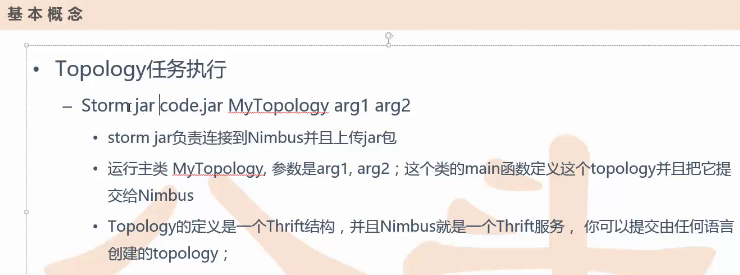 基本概念
• Topology任务执行
– Storm jar code.jar MyTopology arg1 arg2
• storm jar负责连接到Nimbus并且上传jar包
• 运行主类 MyTopology, 参数是arg1, arg2；这个类的main函数定义这个topology并且把它提
交给Nimbus
• Topology的定义是一个Thrift结构，并且Nimbus就是一个Thrift服务， 你可以提交由任何语言
创建的topology；